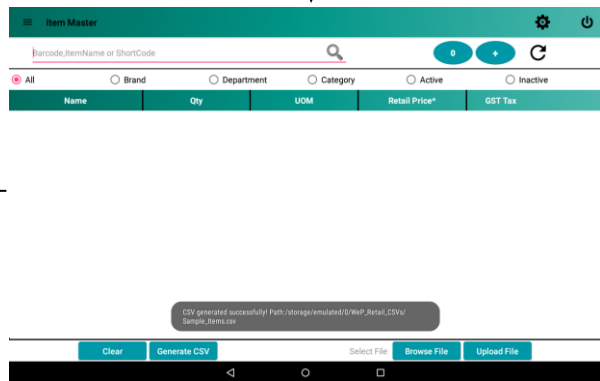 Item Master
Barcode,ItemName or ShortCode
0
+
All
Brand
Department
Category
Active
Inactive
Name
Qty
UOM
Retail Price*
GST Tax
CSV generated successfully! Path:/storage/emulated/0/WeP_Retail_CSVs/
Sample_Items.csv
Clear
Generate CSV
Select File
Browse File
Upload File